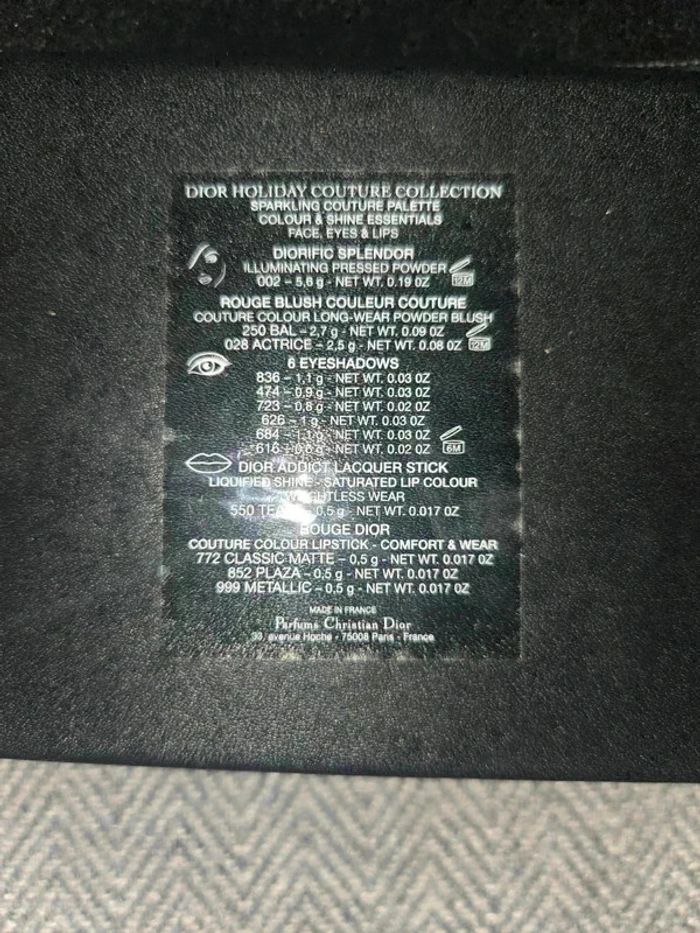 DIOR HOLIDAY COUTURE COLLECTION
SPARKLING COUTURE PALETTE
COLOUR & SHINE ESSENTIALS
FACE, EYES & LIPS
DIORIFIC SPLENDOR
ILLUMINATING PRESSED POWDER
002 - 5,6 g - NET WT. 0.19 OZ 12M
ROUGE BLUSH COULEUR COUTURE
COUTURE COLOUR LONG-WEAR POWDER BLUSH
250 BAL - 2,7 g - NET WT. 0.09 OZ
028 ACTRICE - 2,5 g - NET WT. 0.08 OZ 12M
6 EYESHADOWS
836 - 1,1 g - NET WT. 0.03 OZ
474 - 0,9 g - NET WT. 0.03 OZ
723 - 0,8 g - NET WT. 0.02 OZ
626 - 1 g - NET WT. 0.03 OZ
684 - 1,1 g - NET WT. 0.03 OZ
616 - g - NET WT. 0.02 OZ 6M
DIOR ADDICT LACQUER STICK
LIQUIFIED SHINE - SATURATED LIP COLOUR
WEIGHTLESS WEAR
550 - 0,5 g - NET WT. 0.017 OZ
ROUGE DIOR
COUTURE COLOUR LIPSTICK - COMFORT & WEAR
772 CLASSIC MATTE - 0,5 g - NET WT. 0.017 OZ
852 PLAZA - 0,5 g - NET WT. 0.017 OZ
999 METALLIC - 0,5 g - NET WT. 0.017 OZ
MADE IN FRANCE
Parfums Christian Dior
33, avenue Hoche - 75008 Paris - France